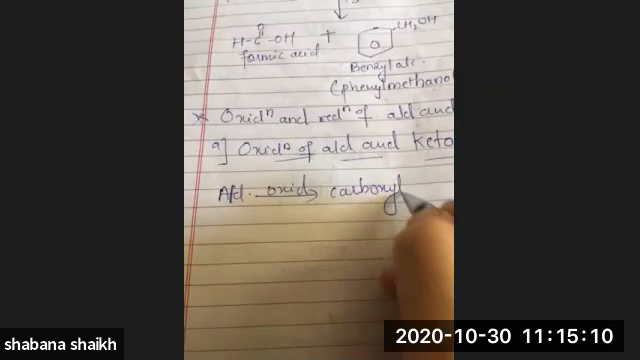 O
H-C-OH + CH2OH
formic acid
Benzyl alc.
(phenylmethanol
* Oxidⁿ and redⁿ of ald and
a] Oxidⁿ of ald and Keto
Ald. oxid carboxyl
shabana shaikh
2020-10-30 11:15:10